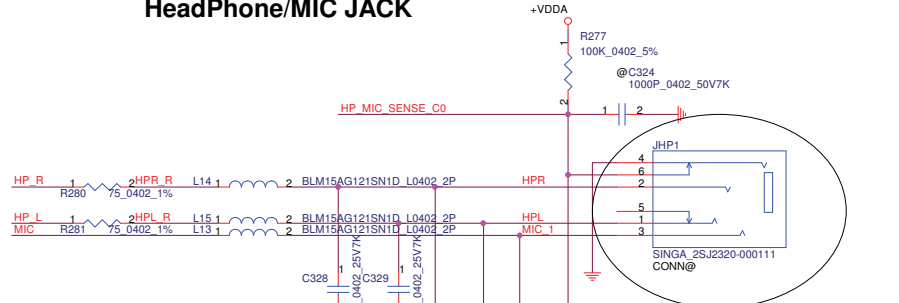 HeadPhone/MIC JACK
+VDDA
1
R277
100K_0402_5%
2
@C324
1000P_0402_50V7K
1
2
HP_MIC_SENSE_C0
JHP1
4
6
2
5
1
3
SINGA_2SJ2320-000111
CONN@
HP_R
1
2
HPR_R
L14
1
2
BLM15AG121SN1D_L0402_2P
HPR
R280
75_0402_1%
HP_L
1
2
HPL_R
L15
1
2
BLM15AG121SN1D_L0402_2P
HPL
MIC
R281
75_0402_1%
L13
1
2
BLM15AG121SN1D_L0402_2P
MIC_1
C328
1
_0402_25V7K
C329
1
_0402_25V7K